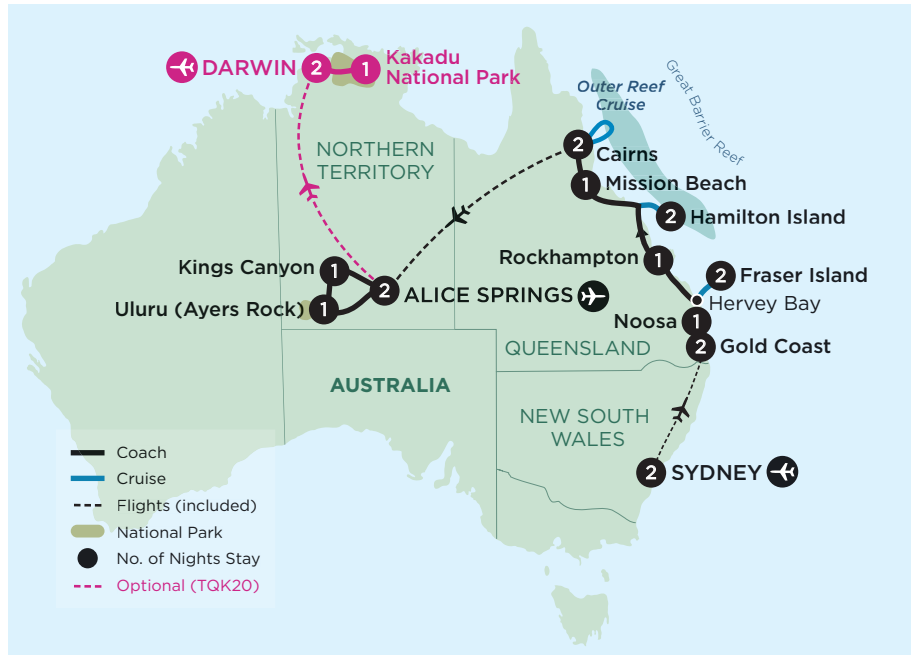 DARWIN
2
1
Kakadu
National Park
Outer Reef
Cruise
Great Barrier Reef
NORTHERN
TERRITORY
2
Cairns
1
Mission Beach
2
Hamilton Island
Kings Canyon
1
Rockhampton
1
Uluru (Ayers Rock)
1
2
ALICE SPRINGS
2
Fraser Island
Hervey Bay
Noosa
1
QUEENSLAND
2
Gold Coast
AUSTRALIA
NEW SOUTH
WALES
2
SYDNEY
Coach
Cruise
Flights (included)
National Park
No. of Nights Stay
Optional (TQK20)